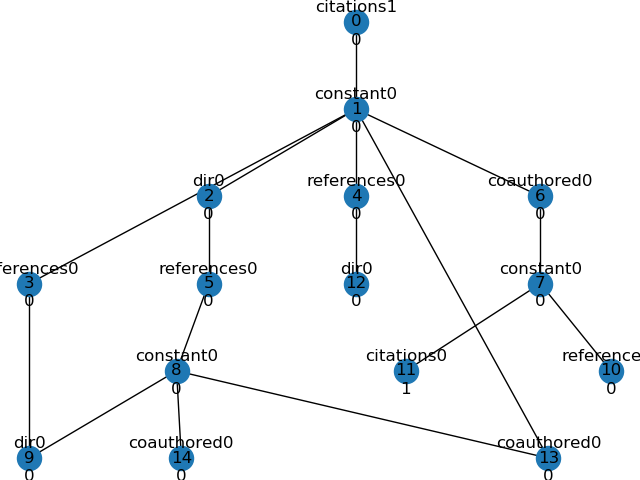 citations1
0
0
constant0
1
0
dir0
2
0
references0
4
0
coauthored0
6
0
ferences0
3
0
references0
5
0
dir0
12
0
constant0
7
0
constant0
8
0
citations0
11
1
reference
10
0
dir0
9
0
coauthored0
14
0
coauthored0
13
0